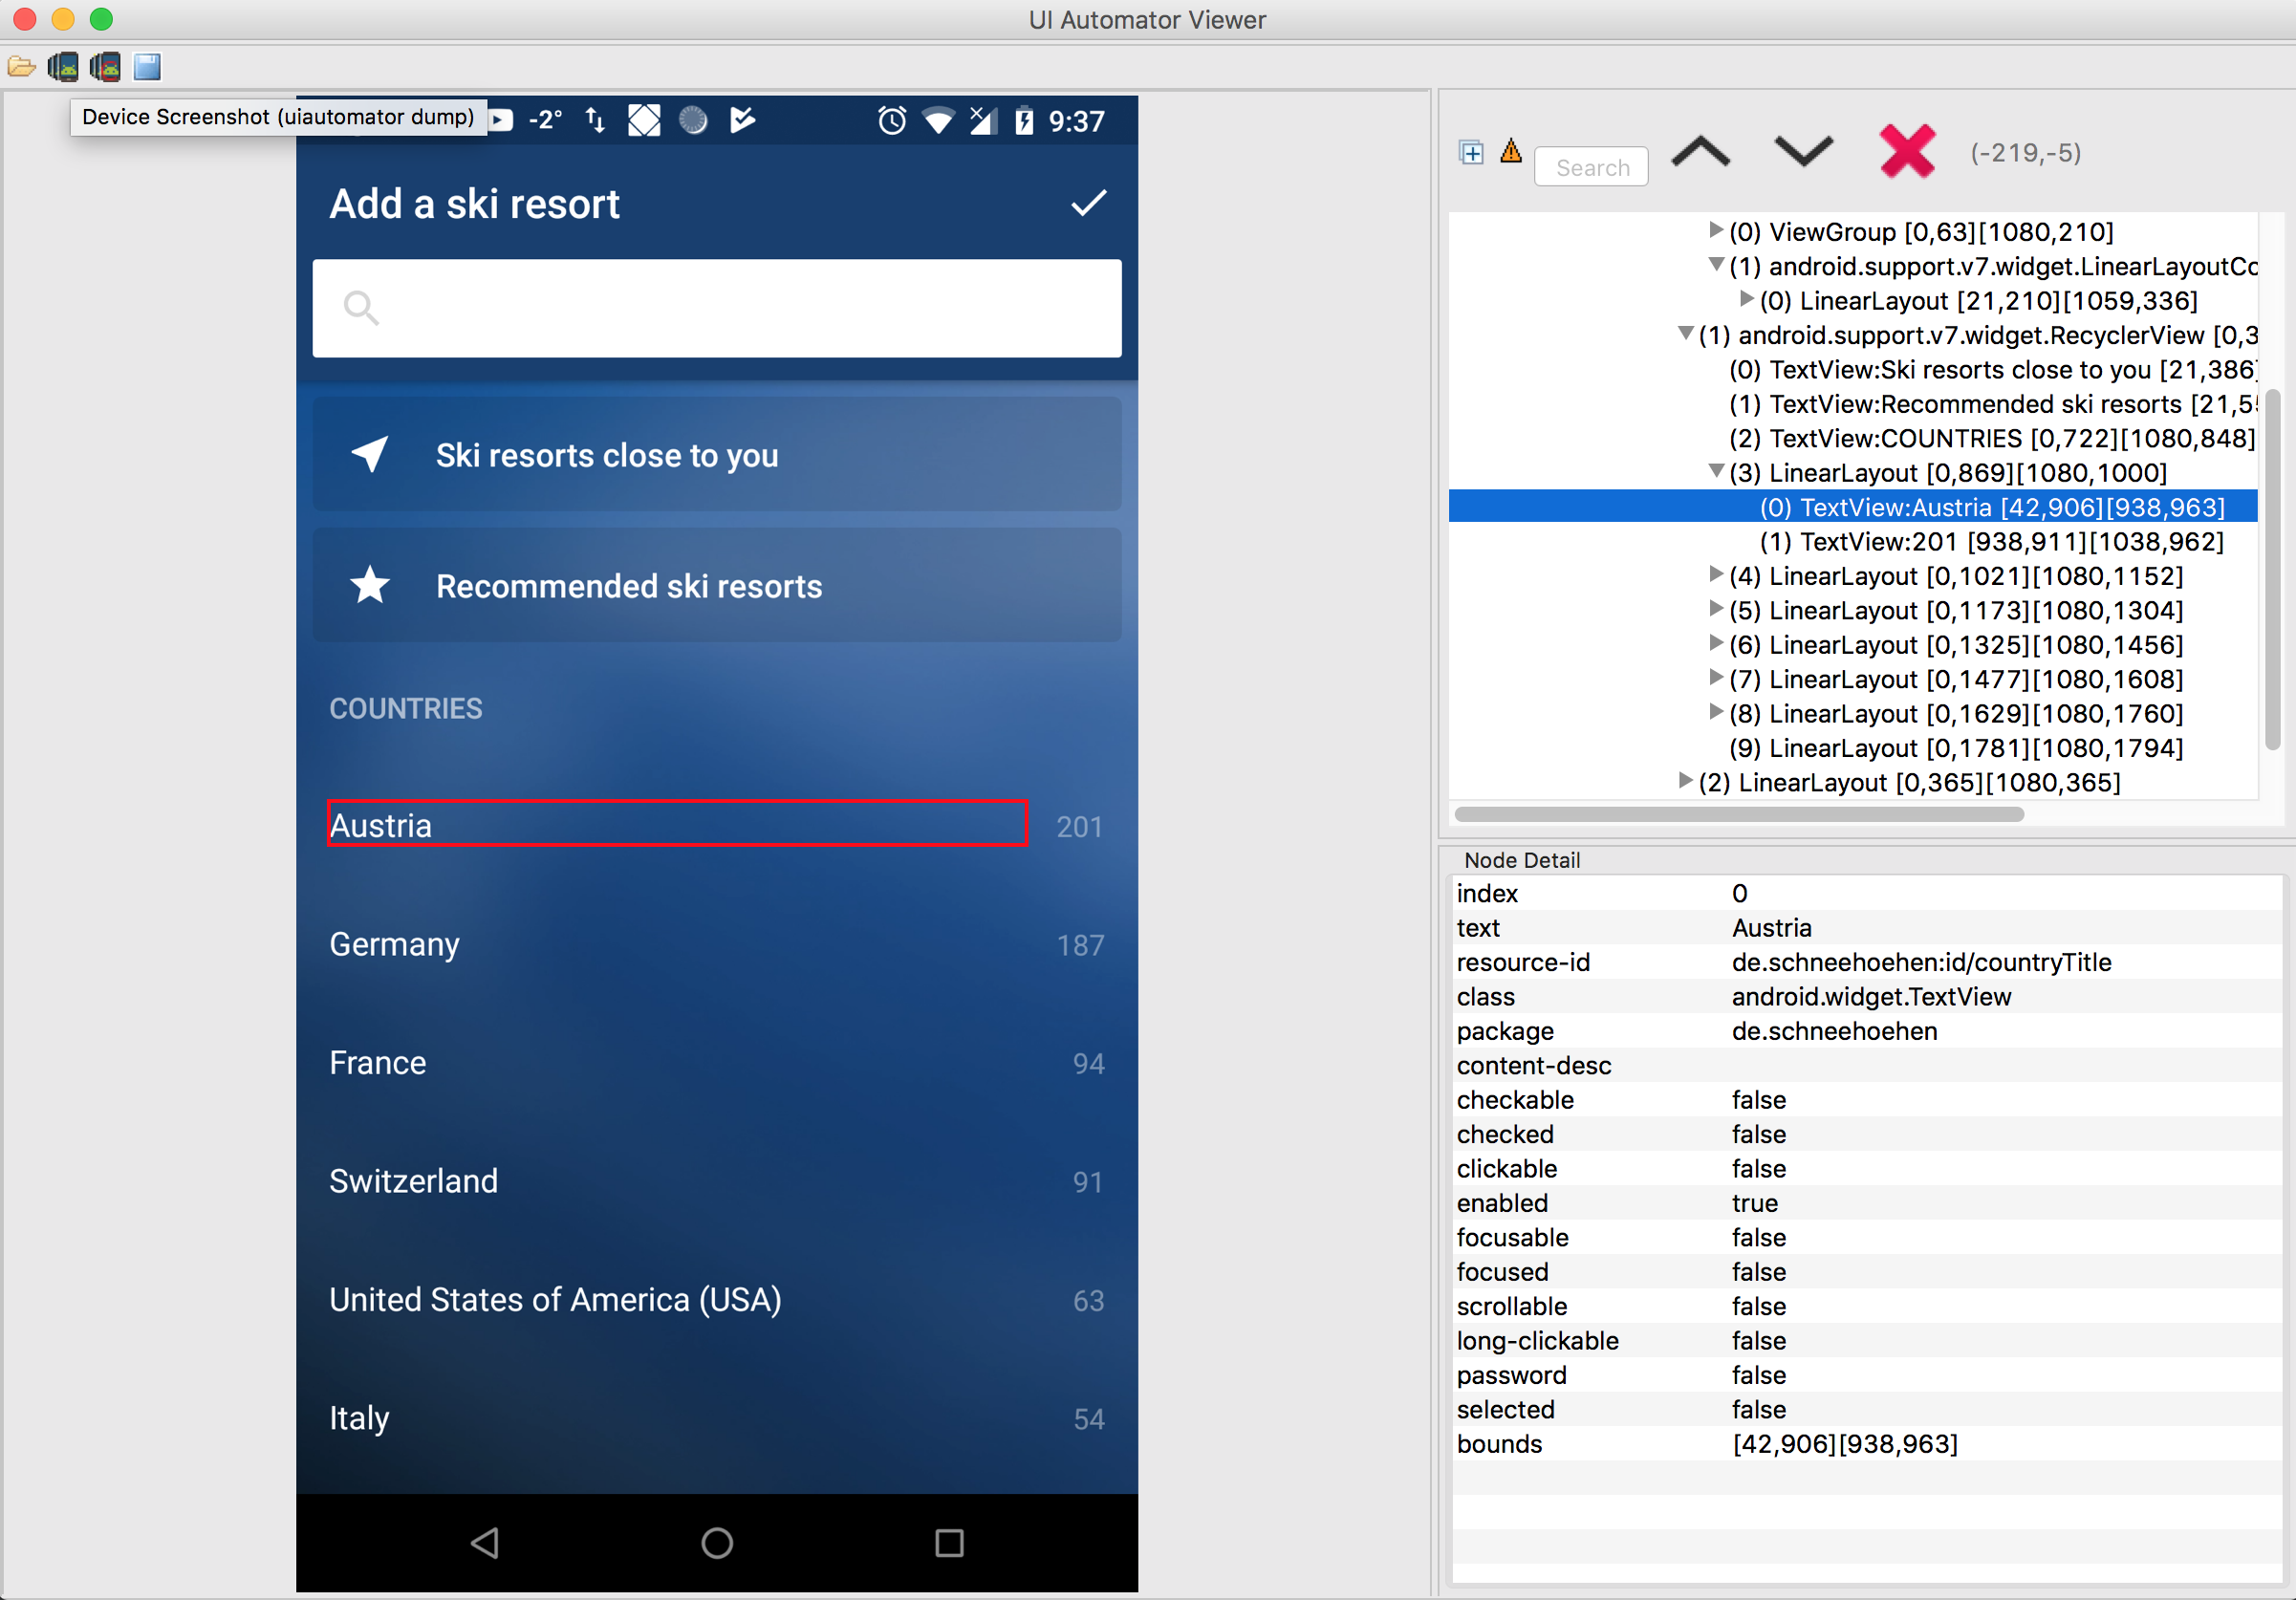 UI Automator Viewer
Device Screenshot (uiautomator dump)
-2°
9:37
Add a ski resort
Ski resorts close to you
Recommended ski resorts
COUNTRIES
Austria 201
Germany 187
France 94
Switzerland 91
United States of America (USA) 63
Italy 54
Search
(-219,-5)
(0) ViewGroup [0,63][1080,210]
(1) android.support.v7.widget.LinearLayoutCo
(0) LinearLayout [21,210][1059,336]
(1) android.support.v7.widget.RecyclerView [0,3
(0) TextView:Ski resorts close to you [21,386]
(1) TextView:Recommended ski resorts [21,55
(2) TextView:COUNTRIES [0,722][1080,848]
(3) LinearLayout [0,869][1080,1000]
(0) TextView:Austria [42,906][938,963]
(1) TextView:201 [938,911][1038,962]
(4) LinearLayout [0,1021][1080,1152]
(5) LinearLayout [0,1173][1080,1304]
(6) LinearLayout [0,1325][1080,1456]
(7) LinearLayout [0,1477][1080,1608]
(8) LinearLayout [0,1629][1080,1760]
(9) LinearLayout [0,1781][1080,1794]
(2) LinearLayout [0,365][1080,365]
Node Detail
index 0
text Austria
resource-id de.schneehoehen:id/countryTitle
class android.widget.TextView
package de.schneehoehen
content-desc
checkable false
checked false
clickable false
enabled true
focusable false
focused false
scrollable false
long-clickable false
password false
selected false
bounds [42,906][938,963]